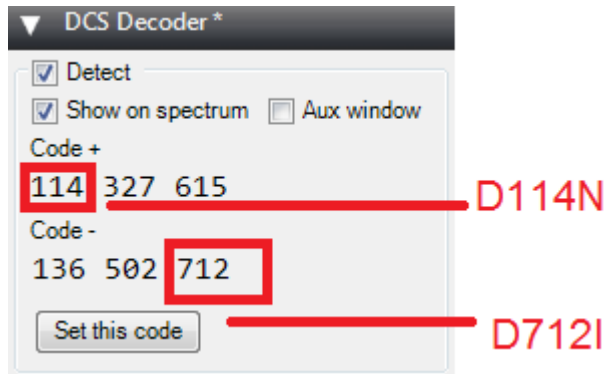 DCS Decoder *
Detect
Show on spectrum Aux window
Code +
114 327 615
D114N
Code -
136 502 712
Set this code
D712I